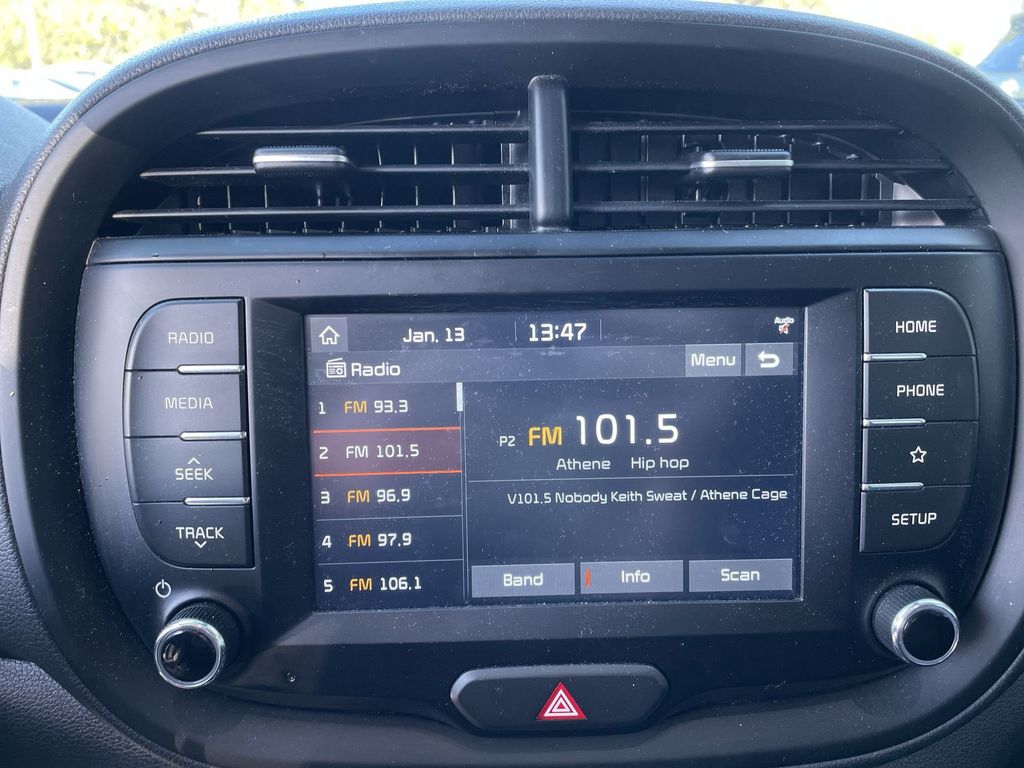 RADIO
MEDIA
SEEK
TRACK
Jan. 13 13:47 Audio
Radio Menu
1 FM 93.3
2 FM 101.5
3 FM 96.9
4 FM 97.9
5 FM 106.1
P2 FM 101.5
Athene Hip hop
V101.5 Nobody Keith Sweat / Athene Cage
Band Info Scan
HOME
PHONE
SETUP